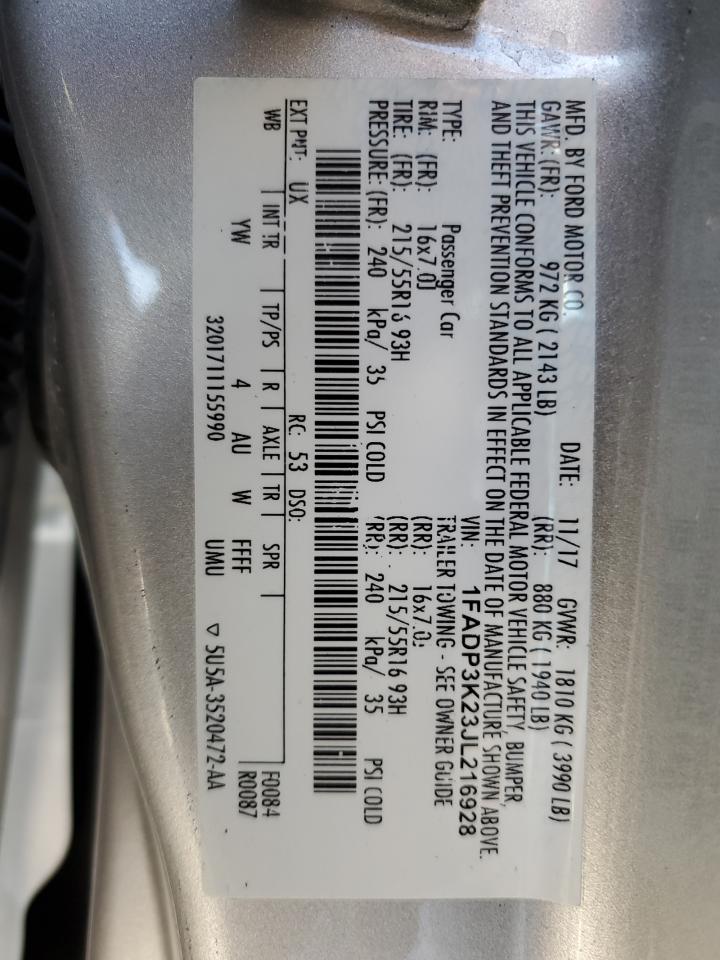 MFD. BY FORD MOTOR CO. DATE: 11/17 GVWR: 1810 KG ( 3990 LB)
GAWR: (FR): 972 KG ( 2143 LB) (RR): 880 KG ( 1940 LB)
THIS VEHICLE CONFORMS TO ALL APPLICABLE FEDERAL MOTOR VEHICLE SAFETY, BUMPER,
AND THEFT PREVENTION STANDARDS IN EFFECT ON THE DATE OF MANUFACTURE SHOWN ABOVE.
VIN: 1FADP3K23JL216928
TYPE: Passenger Car TRAILER TOWING - SEE OWNER GUIDE
RIM: (FR): 16x7.0J (RR): 16x7.0J
TIRE: (FR): 215/55R16 93H (RR): 215/55R16 93H
PRESSURE: (FR): 240 kPa/ 35 PSI COLD (RR): 240 kPa/ 35 PSI COLD
EXT PNT: UX RC: 53 DSO: F0084
WB INT TR TP/PS R AXLE TR SPR R0087
YW 4 AU W FFFF
3201711155990 UMU ▽ 5U5A-3520472-AA